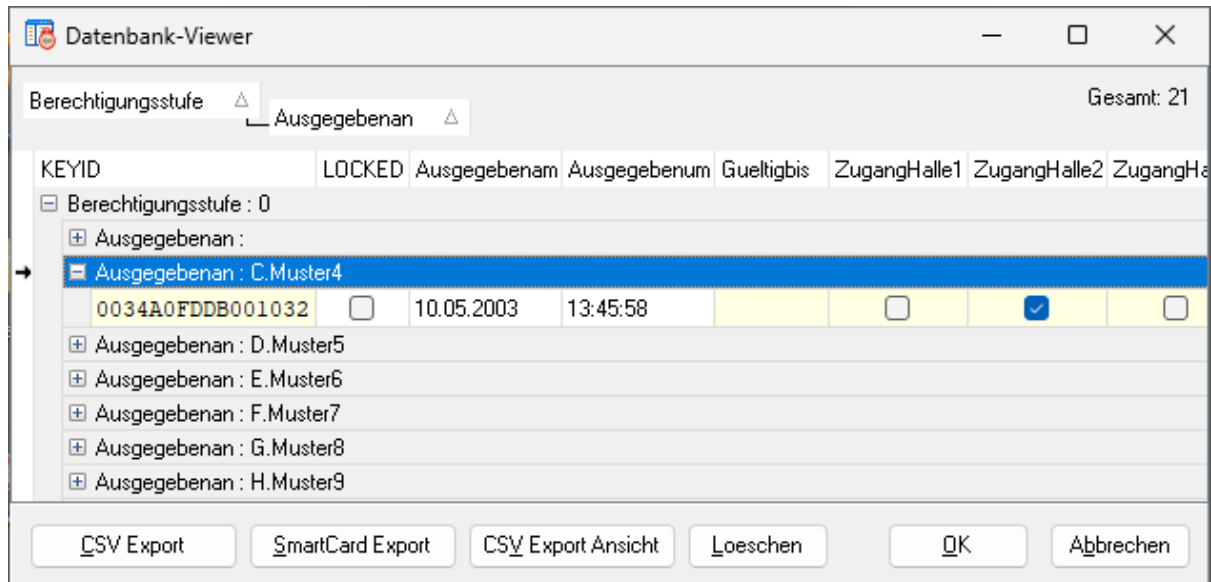 Datenbank-Viewer
Berechtigungsstufe
Gesamt: 21
Ausgegebenan
KEYID LOCKED Ausgegebenam Ausgegebenum Gueltigbis ZugangHalle1 ZugangHalle2 ZugangHa
Berechtigungsstufe : 0
Ausgegebenan :
Ausgegebenan : C.Muster4
0034A0FDDB001032 10.05.2003 13:45:58
Ausgegebenan : D.Muster5
Ausgegebenan : E.Muster6
Ausgegebenan : F.Muster7
Ausgegebenan : G.Muster8
Ausgegebenan : H.Muster9
CSV Export SmartCard Export CSV Export Ansicht Loeschen OK Abbrechen